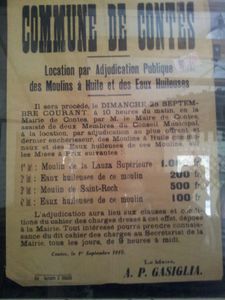 COMMUNE DE CONTES
Location par Adjudication Publique
des Moulins à Huile et des Eaux Huileuses
Il sera procédé, le DIMANCHE 28 SEPTEM-
BRE COURANT, à 10 heures du matin, en la
Mairie de Contes, par M. le Maire de Contes,
assisté de deux Membres du Conseil Municipal,
à la location, par adjudication au plus offrant et
dernier enchérisseur, des Moulins à Huile com-
munaux et des Eaux Huileuses de ces Moulins, sur
les Mises à prix suivantes :
Moulin de la Lauza Supérieure
Eaux huileuses de ce moulin 200 fr.
Moulin de Saint-Roch 500
Eaux huileuses de ce moulin 100
L'adjudication aura lieu aux clauses et conditions
du cahier des charges dressé à cet effet, déposé
à la Mairie. Tout intéressé pourra prendre connais-
sance du dit cahier des charges au Secrétariat de la
Mairie, tous les jours, de 9 heures à midi.
Contes, le 1er Septembre
Le Maire,
A. P. GASIGLIA.